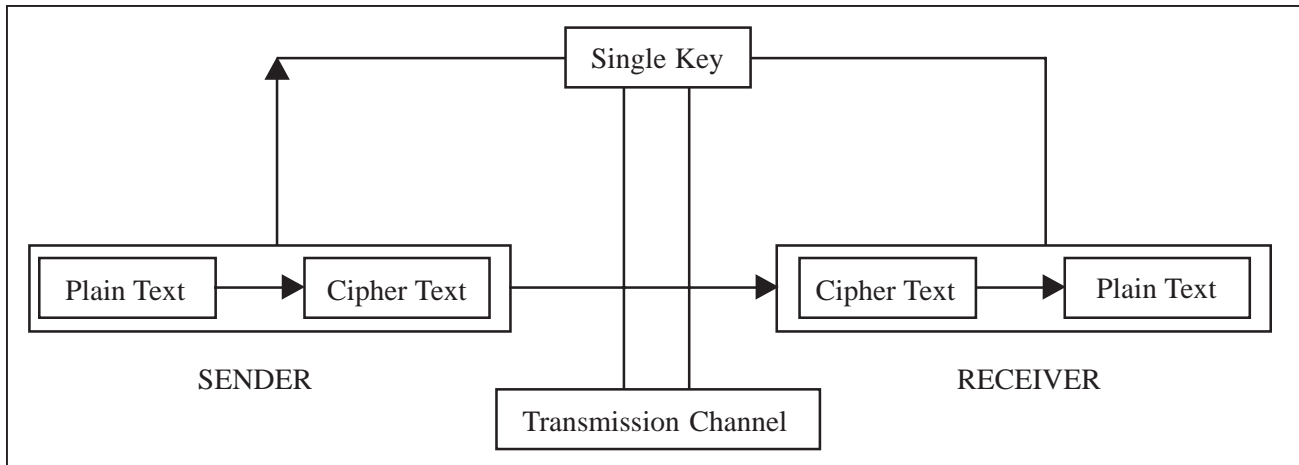 Single Key
Plain Text
Cipher Text
Cipher Text
Plain Text
SENDER
RECEIVER
Transmission Channel